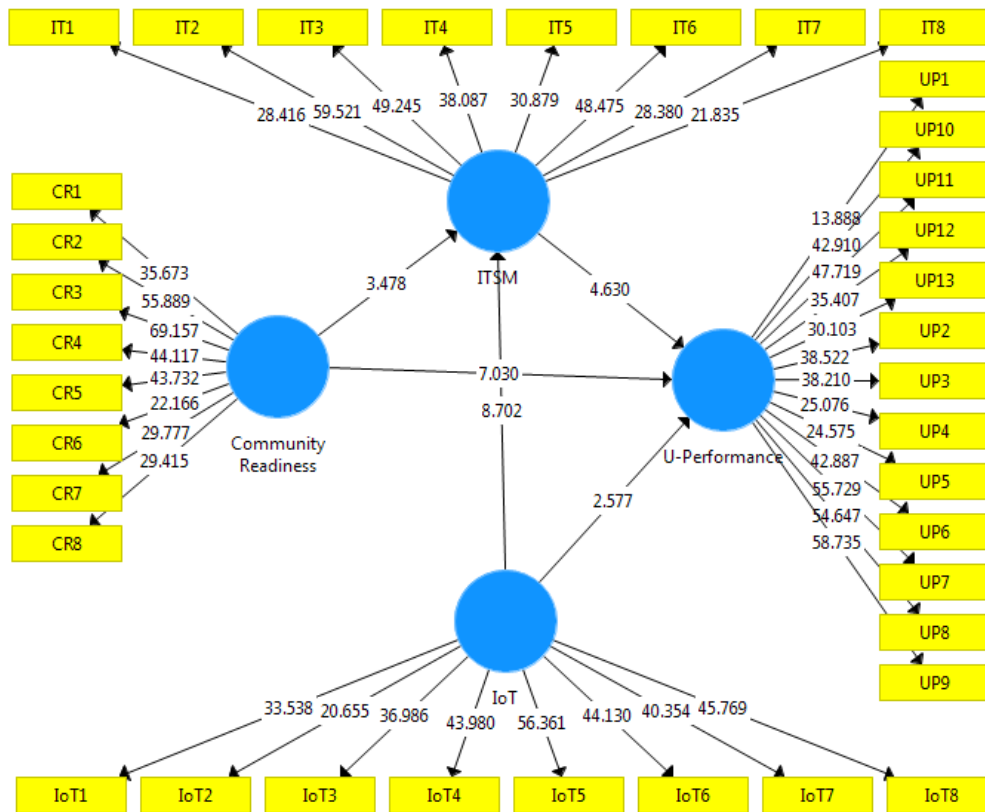 IT1
IT2
IT3
IT4
IT5
IT6
IT7
IT8
28.416
59.521
49.245
38.087
30.879
48.475
28.380
21.835
UP1
UP10
UP11
UP12
UP13
UP2
UP3
UP4
UP5
UP6
UP7
UP8
UP9
13.888
42.910
47.719
35.407
30.103
38.522
38.210
25.076
24.575
42.887
55.729
54.647
58.735
CR1
CR2
CR3
CR4
CR5
CR6
CR7
CR8
35.673
55.889
69.157
44.117
43.732
22.166
29.777
29.415
ITSM
3.478
4.630
7.030
8.702
2.577
Community
Readiness
U-Performance
IoT
33.538
20.655
36.986
43.980
56.361
44.130
40.354
45.769
IoT1
IoT2
IoT3
IoT4
IoT5
IoT6
IoT7
IoT8